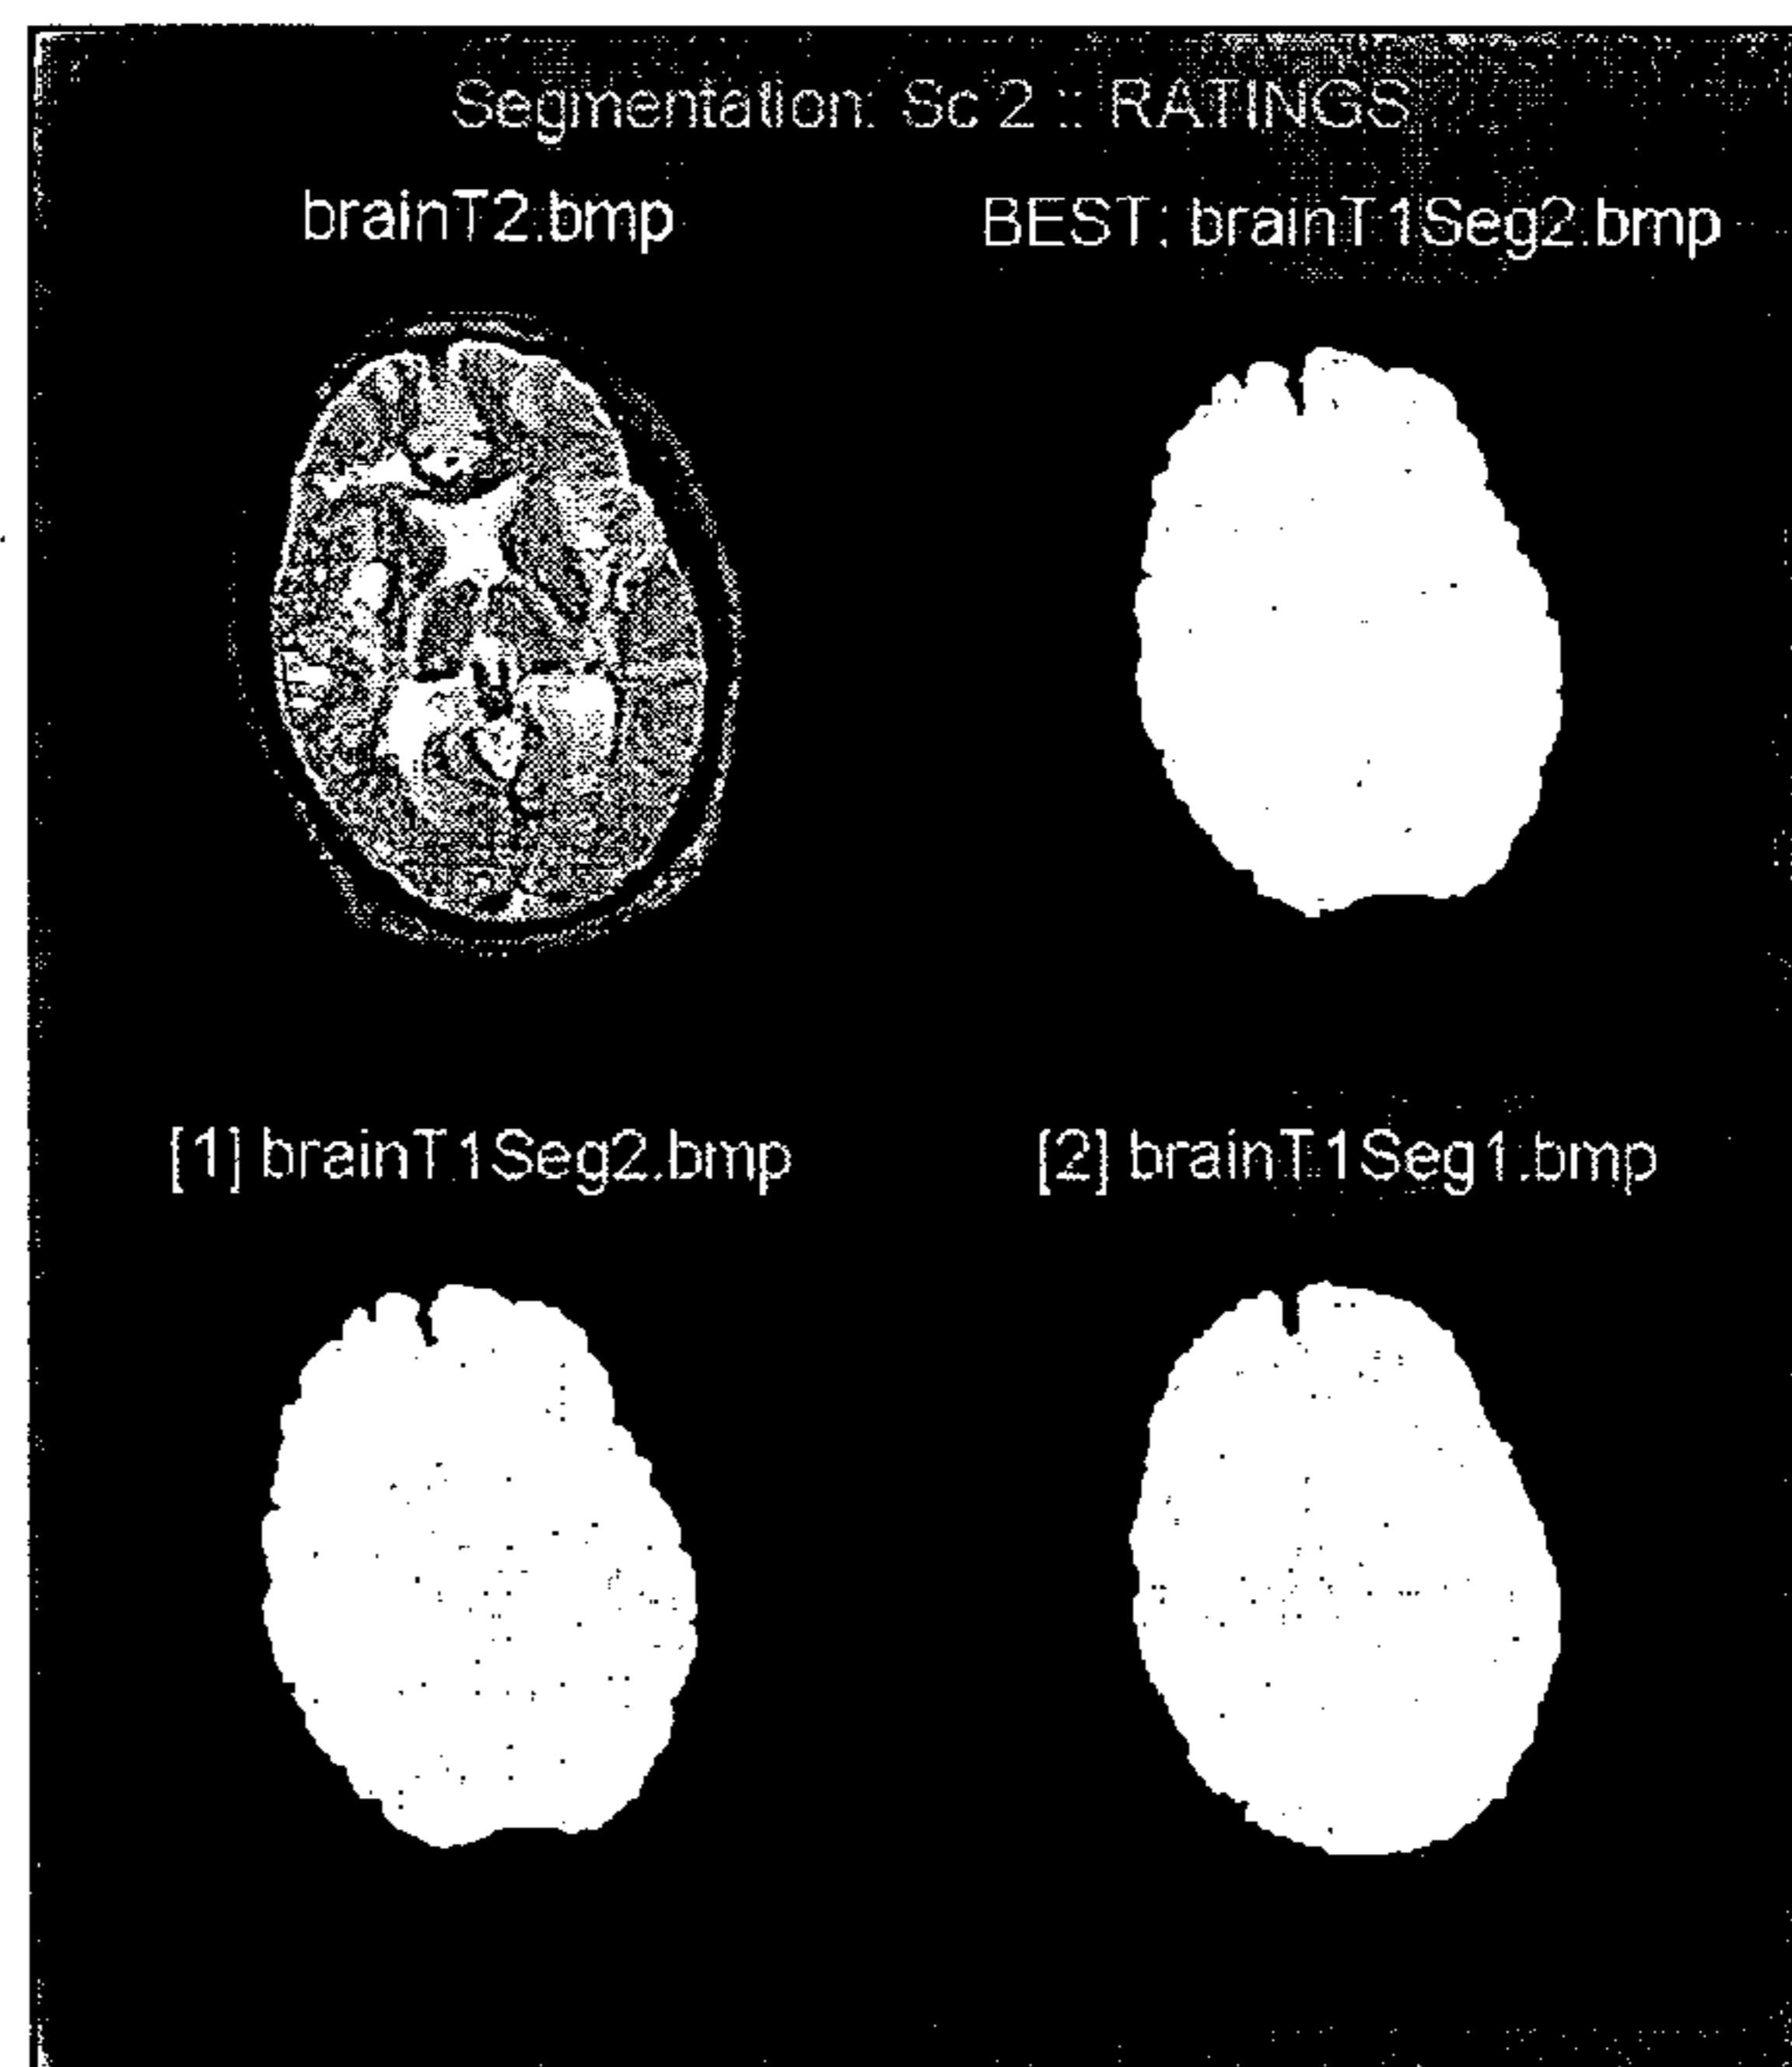 Segmentation: Sc 2 :: RATINGS
brainT2.bmp
BEST: brainT1Seg2.bmp
[1] brainT1Seg2.bmp
[2] brainT1Seg1.bmp